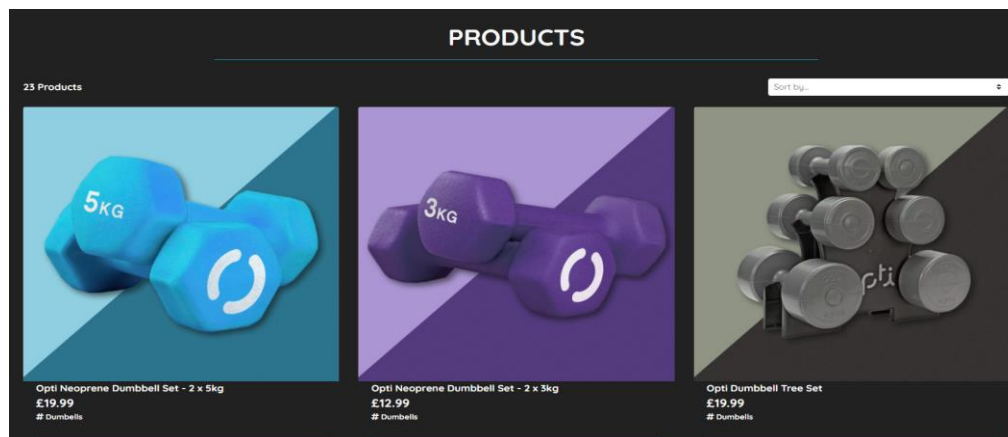 PRODUCTS
23 Products
Sort by...
5KG
3KG
pti
Opti Neoprene Dumbbell Set - 2 x 5kg
Opti Neoprene Dumbbell Set - 2 x 3kg
Opti Dumbbell Tree Set
£19.99
£12.99
£19.99
# Dumbells
# Dumbells
# Dumbells